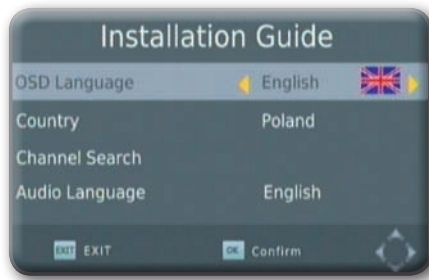 Installation Guide
OSD Language English
Country Poland
Channel Search
Audio Language English
EXIT EXIT OK Confirm